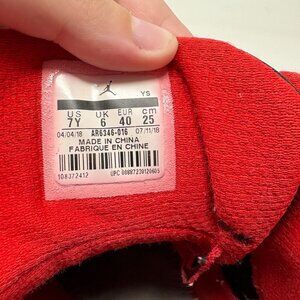 YS
US UK EUR cm
7Y 6 40 25
04/04/18 AR6346-016 07/11/18
MADE IN CHINA
FABRIQUE EN CHINE
108372412